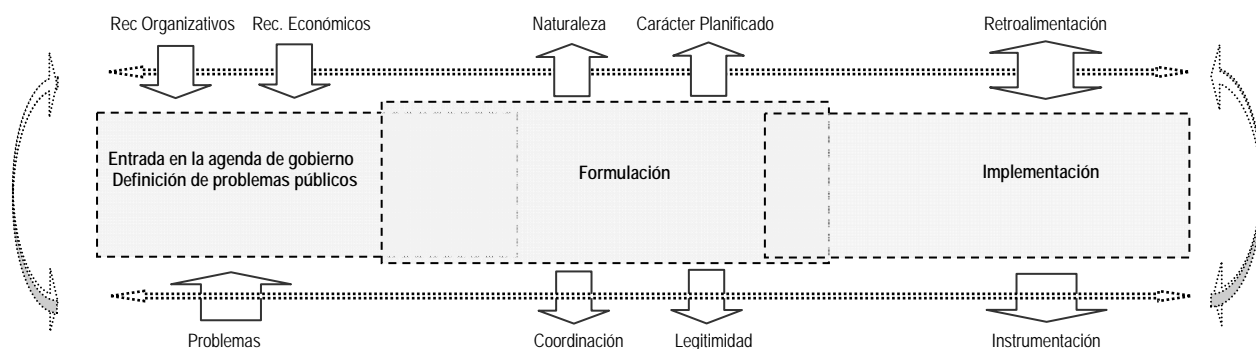 Rec Organizativos
Rec. Económicos
Naturaleza
Carácter Planificado
Retroalimentación
Entrada en la agenda de gobierno
Definición de problemas públicos
Formulación
Implementación
Problemas
Coordinación
Legitimidad
Instrumentación